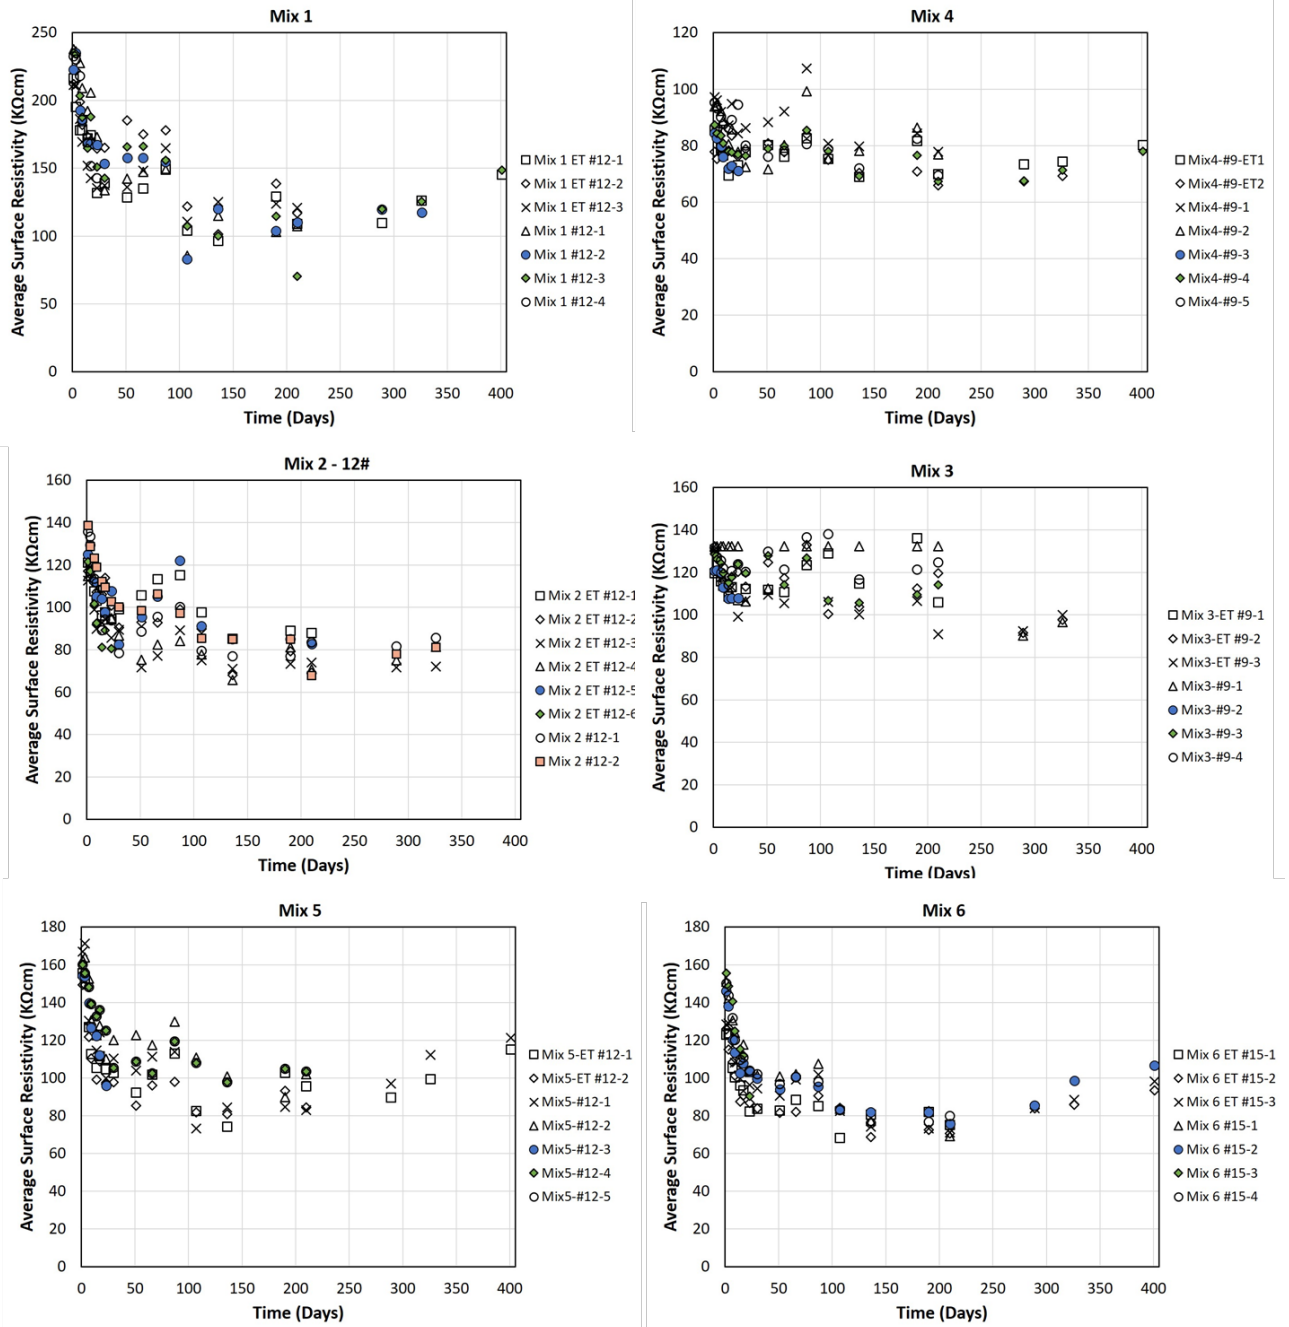 Mix 1
250
200
150
100
50
0
Average Surface Resistivity (KΩcm)
0 50 100 150 200 250 300 350 400
Time (Days)
Mix 1 ET #12-1
Mix 1 ET #12-2
Mix 1 ET #12-3
Mix 1 #12-1
Mix 1 #12-2
Mix 1 #12-3
Mix 1 #12-4
Mix 4
120
100
80
60
40
20
0
Average Surface Resistivity (KΩcm)
0 50 100 150 200 250 300 350 400
Time (Days)
Mix4-#9-ET1
Mix4-#9-ET2
Mix4-#9-1
Mix4-#9-2
Mix4-#9-3
Mix4-#9-4
Mix4-#9-5
Mix 2 - 12#
160
140
120
100
80
60
40
20
0
Average Surface Resistivity (KΩcm)
0 50 100 150 200 250 300 350 400
Time (Days)
Mix 2 ET #12-1
Mix 2 ET #12-2
Mix 2 ET #12-3
Mix 2 ET #12-4
Mix 2 ET #12-5
Mix 2 ET #12-6
Mix 2 #12-1
Mix 2 #12-2
Mix 3
160
140
120
100
80
60
40
20
0
Average Surface Resistivity (KΩcm)
0 50 100 150 200 250 300 350 400
Time (Days)
Mix 3-ET #9-1
Mix3-ET #9-2
Mix3-ET #9-3
Mix3-#9-1
Mix3-#9-2
Mix3-#9-3
Mix3-#9-4
Mix 5
180
160
140
120
100
80
60
40
20
0
Average Surface Resistivity (KΩcm)
0 50 100 150 200 250 300 350 400
Time (Days)
Mix 5-ET #12-1
Mix5-ET #12-2
Mix5-#12-1
Mix5-#12-2
Mix5-#12-3
Mix5-#12-4
Mix5-#12-5
Mix 6
180
160
140
120
100
80
60
40
20
0
Average Surface Resistivity (KΩcm)
0 50 100 150 200 250 300 350 400
Time (Days)
Mix 6 ET #15-1
Mix 6 ET #15-2
Mix 6 ET #15-3
Mix 6 #15-1
Mix 6 #15-2
Mix 6 #15-3
Mix 6 #15-4